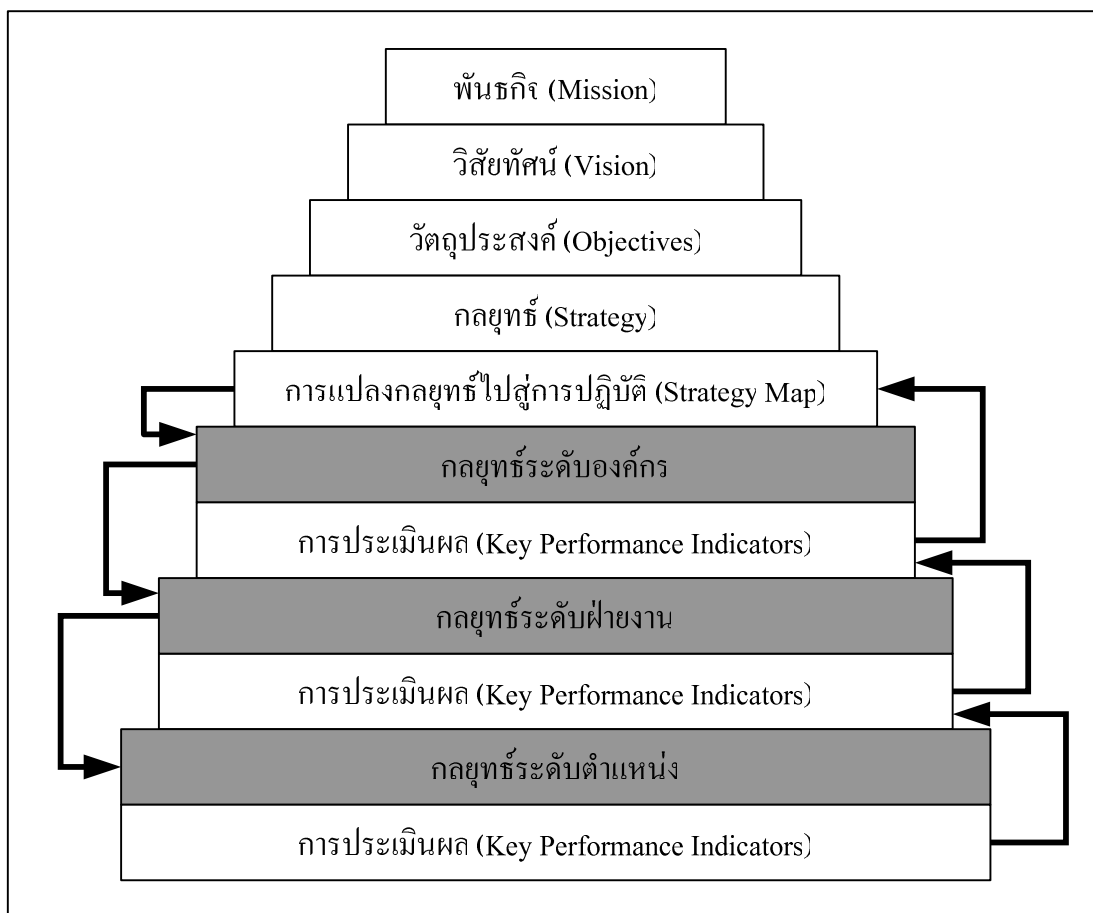 พันธกิจ (Mission)
วิสัยทัศน์ (Vision)
วัตถุประสงค์ (Objectives)
กลยุทธ์ (Strategy)
การแปลงกลยุทธ์ไปสู่การปฏิบัติ (Strategy Map)
กลยุทธ์ระดับองค์กร
การประเมินผล (Key Performance Indicators)
กลยุทธ์ระดับฝ่ายงาน
การประเมินผล (Key Performance Indicators)
กลยุทธ์ระดับตำแหน่ง
การประเมินผล (Key Performance Indicators)